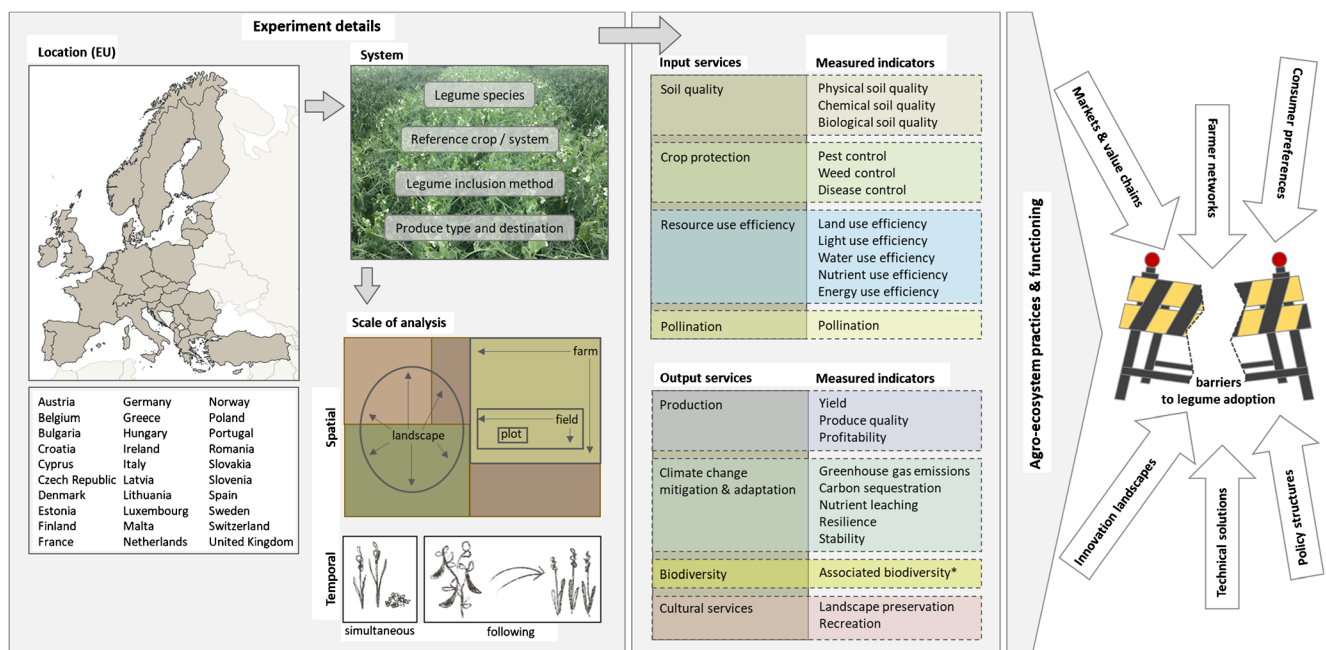 Experiment details
Location (EU)
Austria
Belgium
Bulgaria
Croatia
Cyprus
Czech Republic
Denmark
Estonia
Finland
France
Germany
Greece
Hungary
Ireland
Italy
Latvia
Lithuania
Luxembourg
Malta
Netherlands
Norway
Poland
Portugal
Romania
Slovakia
Slovenia
Spain
Sweden
Switzerland
United Kingdom
System
Legume species
Reference crop / system
Legume inclusion method
Produce type and destination
Scale of analysis
Spatial
landscape
farm
field
plot
Temporal
simultaneous
following
Input services
Measured indicators
Soil quality
Physical soil quality
Chemical soil quality
Biological soil quality
Crop protection
Pest control
Weed control
Disease control
Resource use efficiency
Land use efficiency
Light use efficiency
Water use efficiency
Nutrient use efficiency
Energy use efficiency
Pollination
Pollination
Output services
Measured indicators
Production
Yield
Produce quality
Profitability
Climate change
mitigation & adaptation
Greenhouse gas emissions
Carbon sequestration
Nutrient leaching
Resilience
Stability
Biodiversity
Associated biodiversity*
Cultural services
Landscape preservation
Recreation
Agro-ecosystem practices & functioning
Markets & value chains
Farmer networks
Consumer preferences
barriers
to legume adoption
Innovation landscapes
Technical solutions
Policy structures